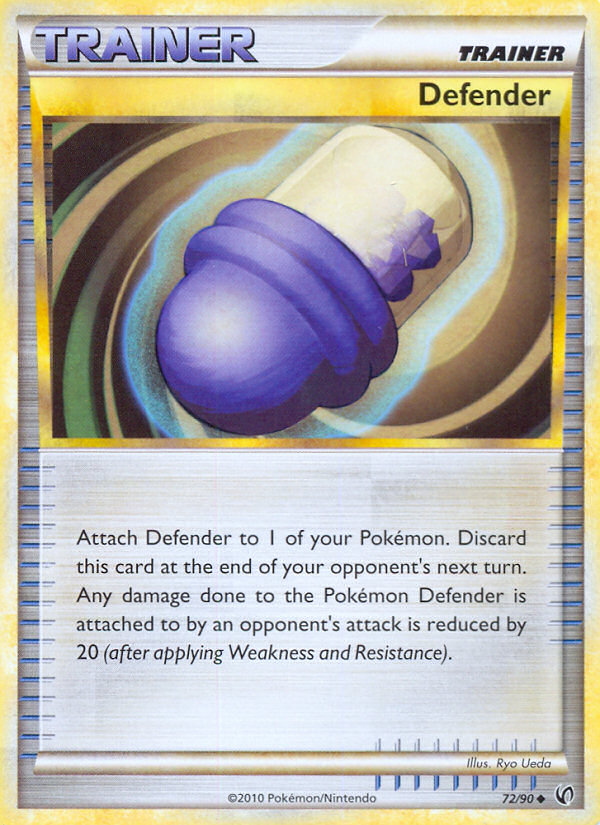 TRAINER
TRAINER
Defender
Attach Defender to 1 of your Pokémon. Discard
this card at the end of your opponent's next turn.
Any damage done to the Pokémon Defender is
attached to by an opponent's attack is reduced by
20 (after applying Weakness and Resistance).
Illus. Ryo Ueda
©2010 Pokémon/Nintendo
72/90